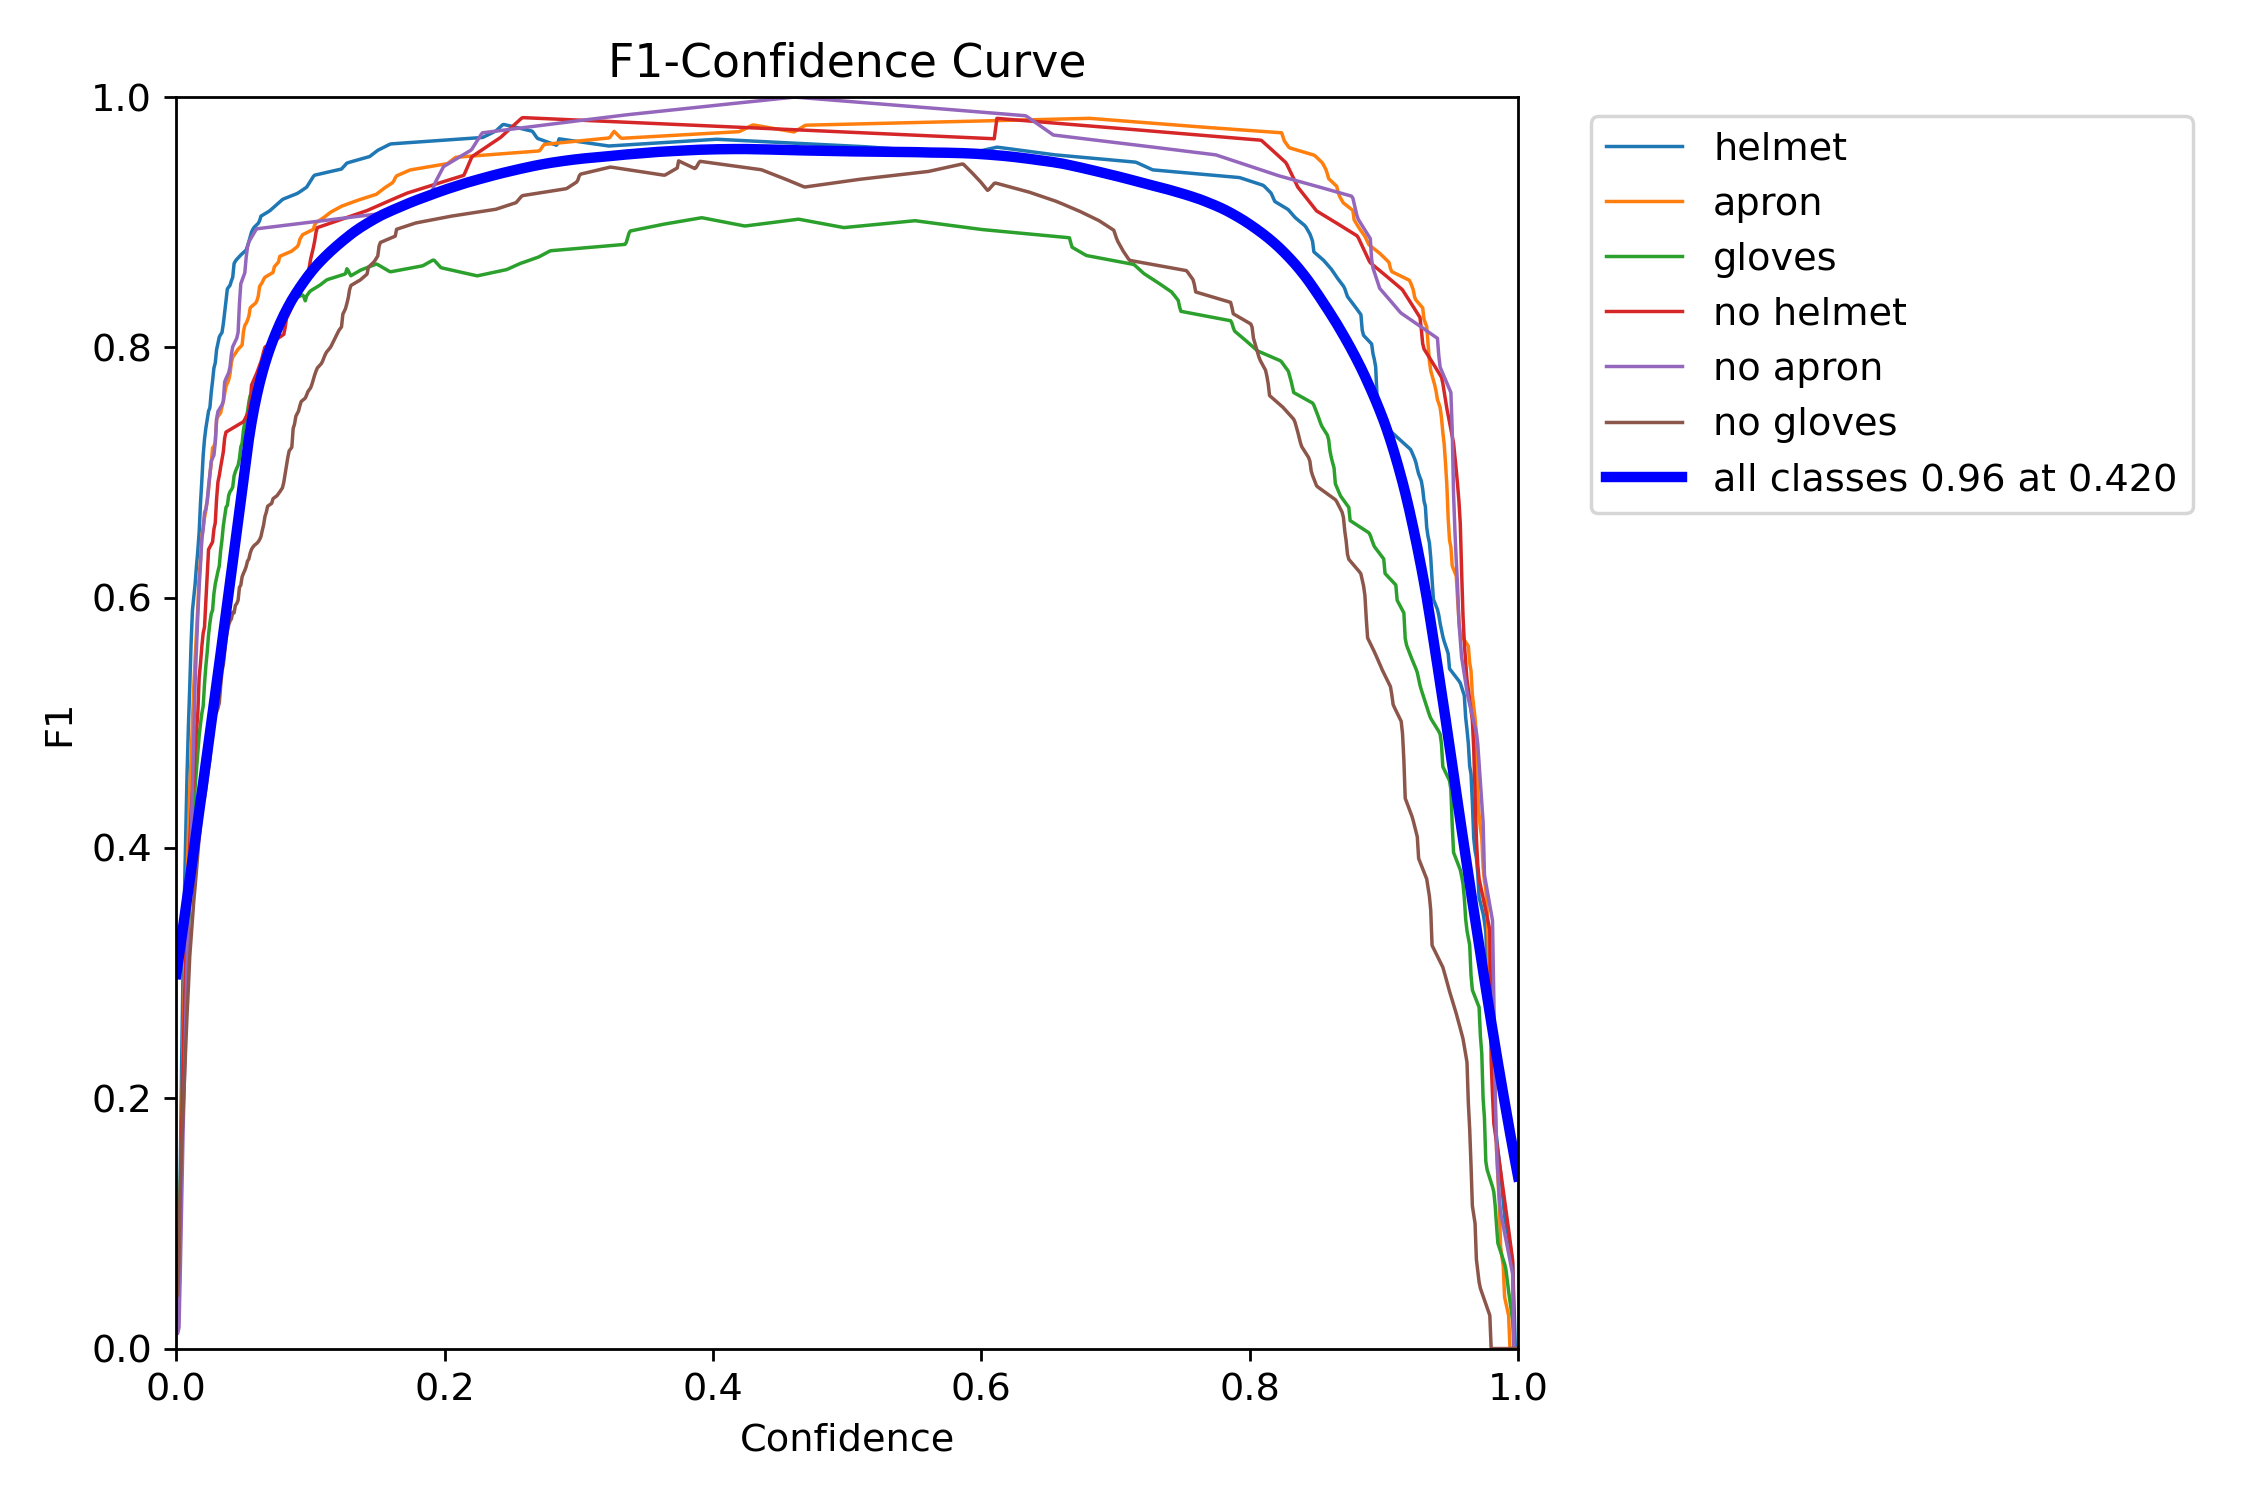 F1-Confidence Curve
1.0
0.8
0.6
0.4
0.2
0.0
F1
0.0 0.2 0.4 0.6 0.8 1.0
Confidence
helmet
apron
gloves
no helmet
no apron
no gloves
all classes 0.96 at 0.420